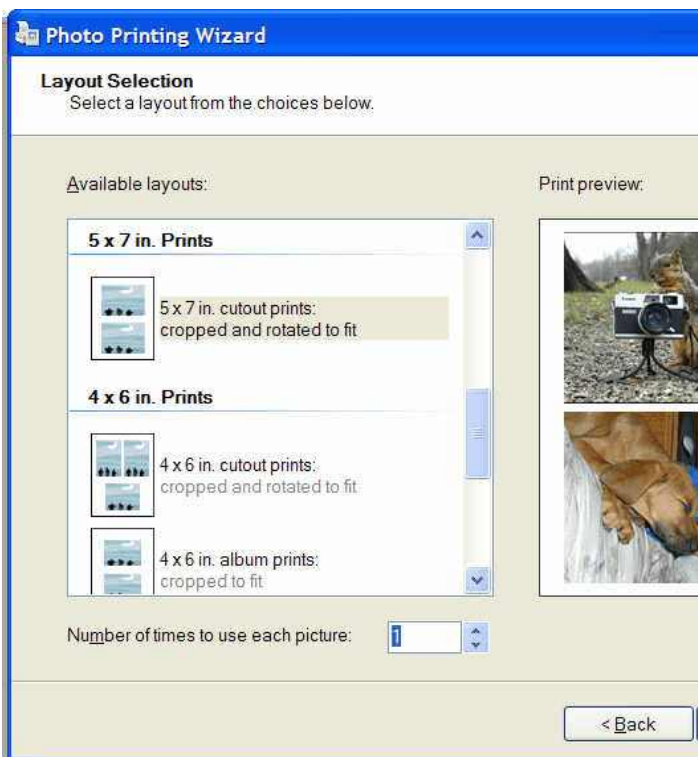 Photo Printing Wizard
Layout Selection
Select a layout from the choices below.
Available layouts:
Print preview:
5 x 7 in. Prints
5 x 7 in. cutout prints:
cropped and rotated to fit
4 x 6 in. Prints
4 x 6 in. cutout prints:
cropped and rotated to fit
4 x 6 in. album prints:
cropped to fit
Number of times to use each picture:
1
< Back